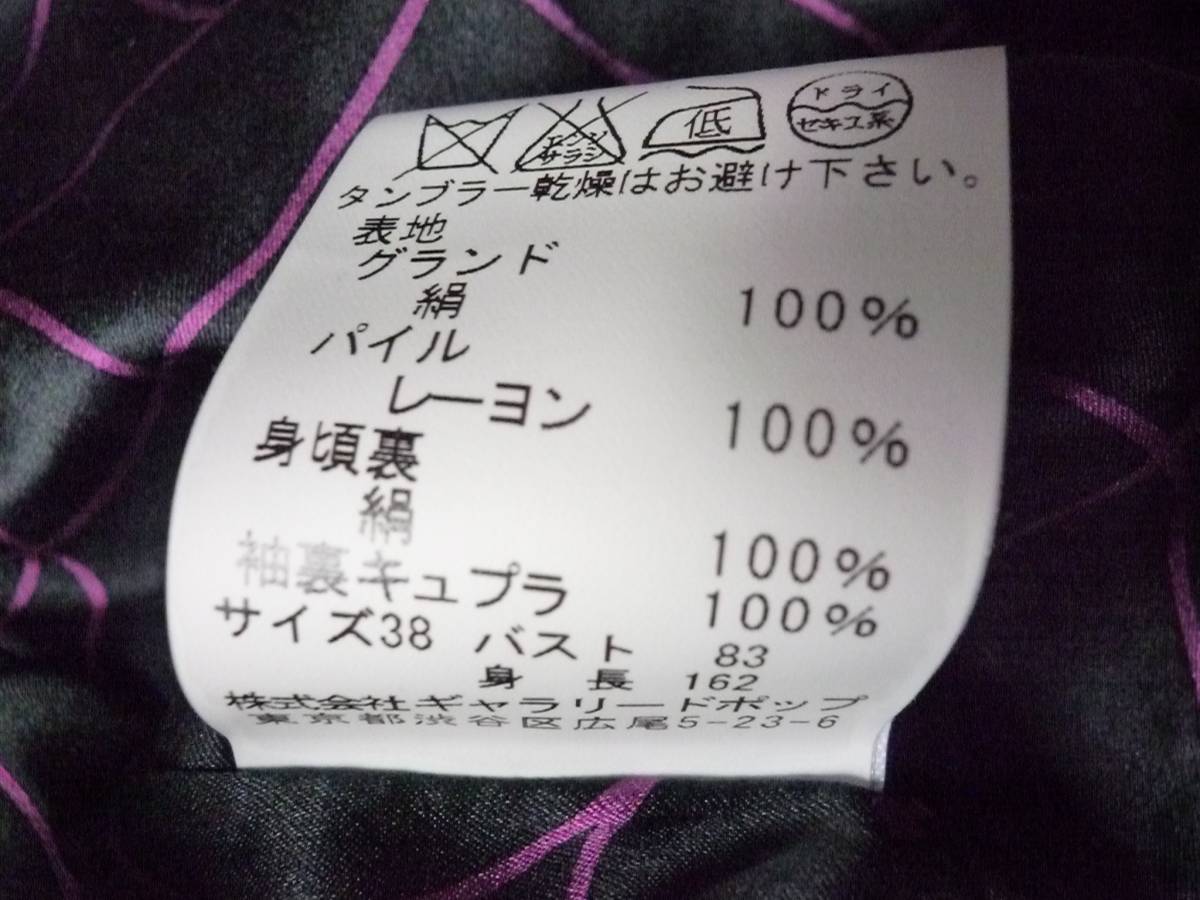 エンソ
サラシ
低
ドライ
セキユ系
タンブラー乾燥はお避け下さい。
表地
グランド
絹 100%
パイル
レーヨン 100%
身頃裏
絹 100%
袖裏キュプラ 100%
サイズ38 バスト 83
身長 162
株式会社ギャラリードポップ
東京都渋谷区広尾5-23-6